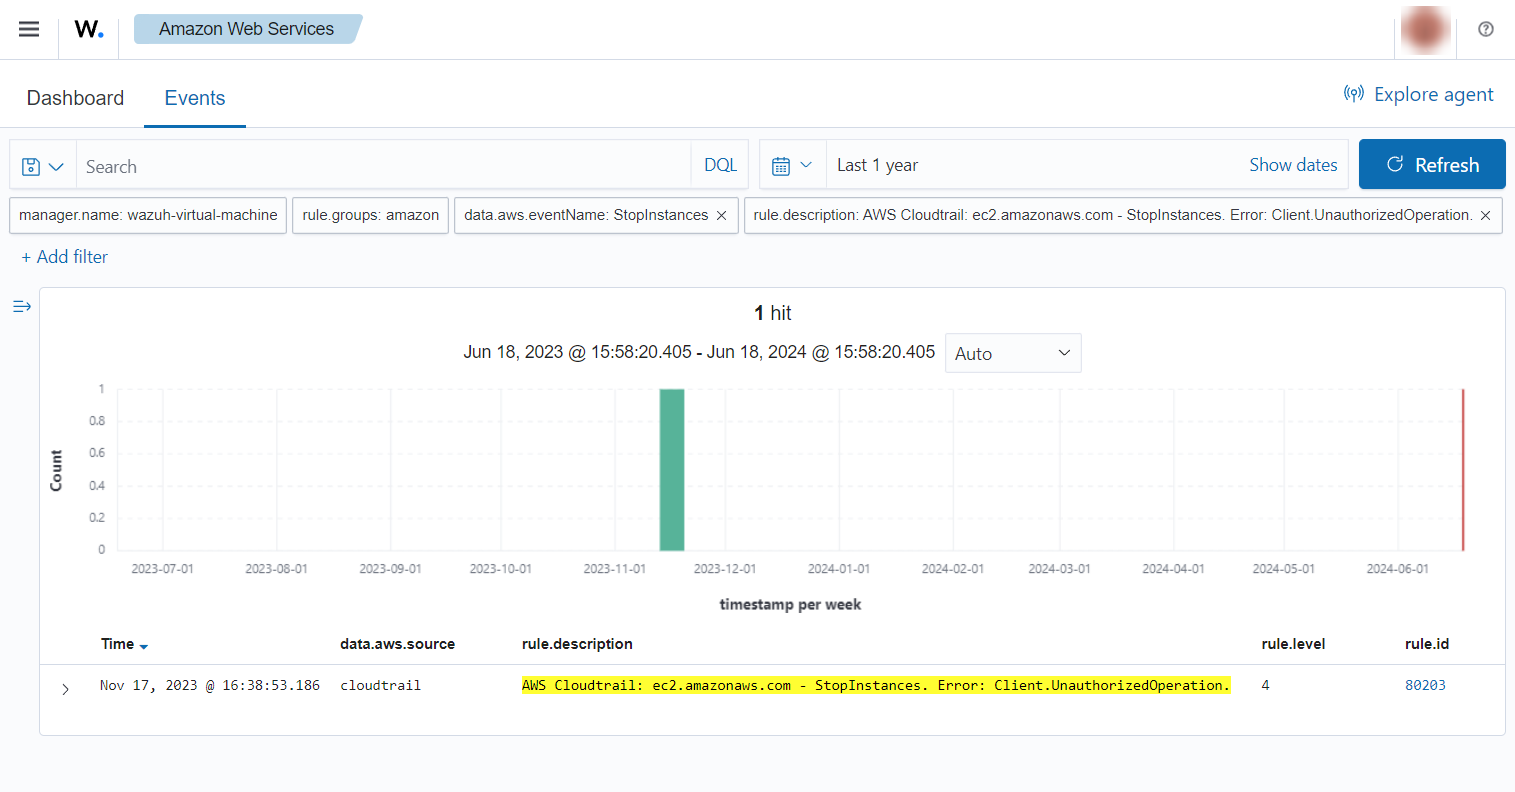 W.
Amazon Web Services
Dashboard
Events
Explore agent
Search
DQL
Last 1 year
Show dates
Refresh
manager.name: wazuh-virtual-machine
rule.groups: amazon
data.aws.eventName: StopInstances ×
rule.description: AWS Cloudtrail: ec2.amazonaws.com - StopInstances. Error: Client.UnauthorizedOperation. ×
+ Add filter
1 hit
Jun 18, 2023 @ 15:58:20.405 - Jun 18, 2024 @ 15:58:20.405
Auto
1
0.8
0.6
0.4
0.2
0
Count
2023-07-01 2023-08-01 2023-09-01 2023-10-01 2023-11-01 2023-12-01 2024-01-01 2024-02-01 2024-03-01 2024-04-01 2024-05-01 2024-06-01
timestamp per week
Time data.aws.source rule.description rule.level rule.id
Nov 17, 2023 @ 16:38:53.186 cloudtrail AWS Cloudtrail: ec2.amazonaws.com - StopInstances. Error: Client.UnauthorizedOperation. 4 80203